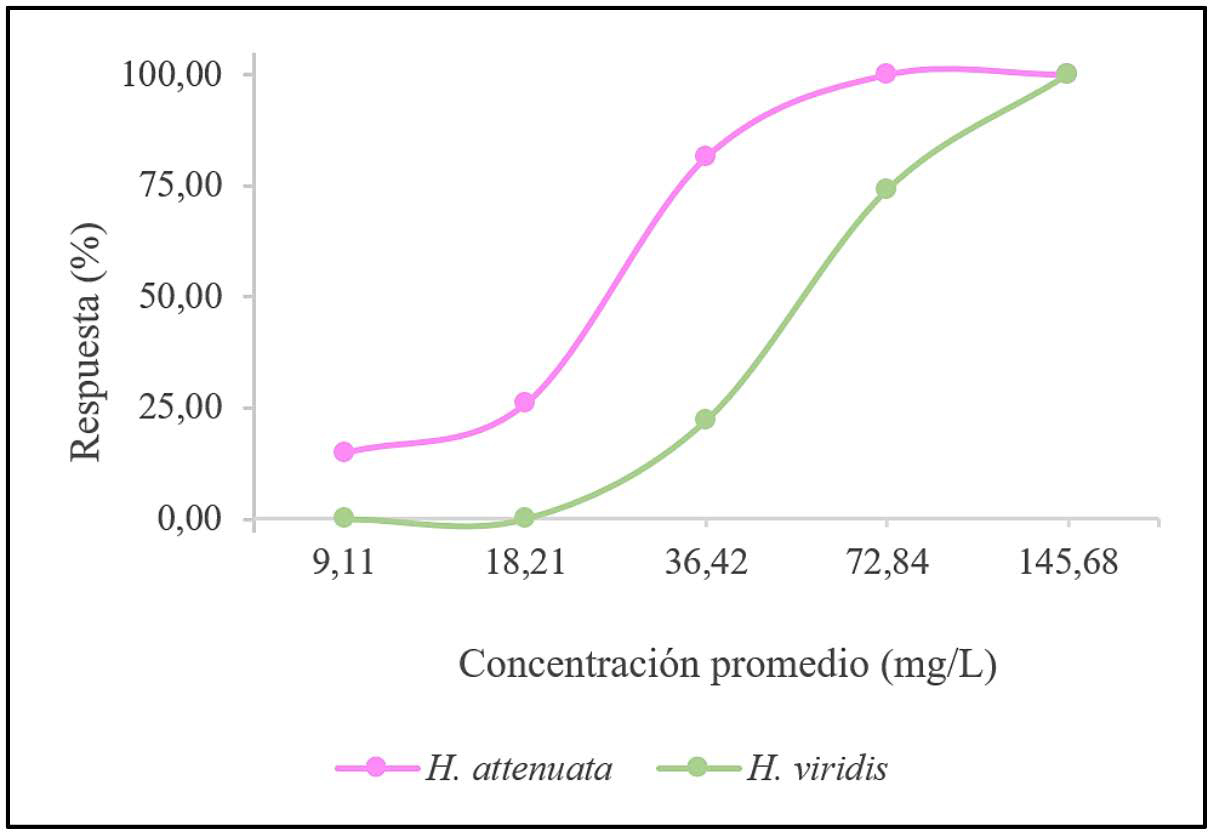 100,00
75,00
50,00
25,00
0,00
Respuesta (%)
9,11 18,21 36,42 72,84 145,68
Concentración promedio (mg/L)
H. attenuata H. viridis